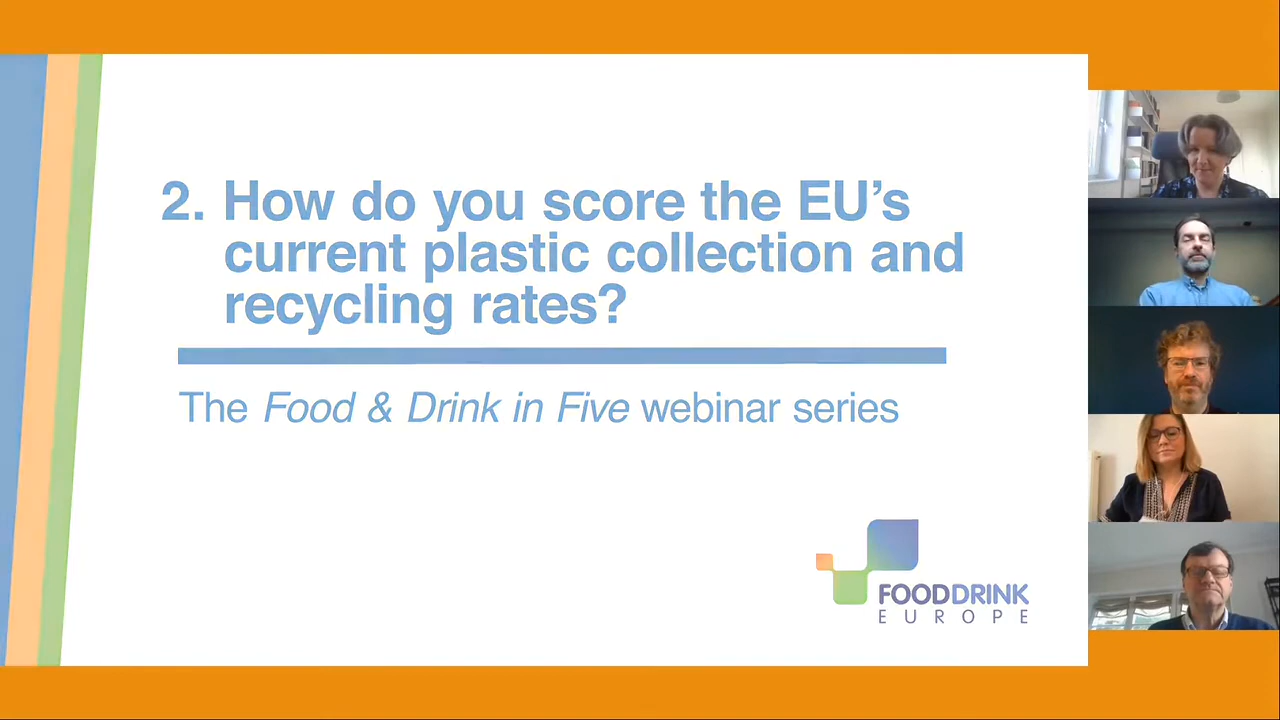 2. How do you score the EU’s
current plastic collection and
recycling rates?
The Food & Drink in Five webinar series
FOODDRINK
EUROPE